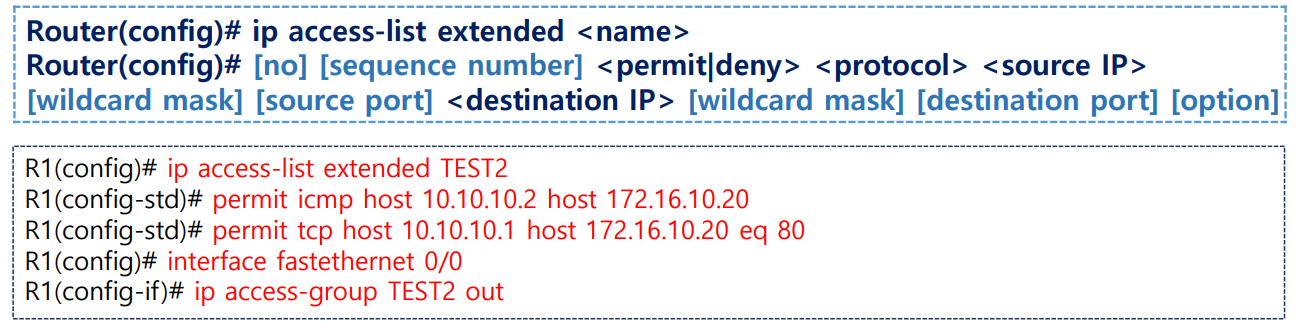 Router(config)# ip access-list extended <name>
Router(config)# [no] [sequence number] <permit|deny> <protocol> <source IP>
[wildcard mask] [source port] <destination IP> [wildcard mask] [destination port] [option]
R1(config)# ip access-list extended TEST2
R1(config-std)# permit icmp host 10.10.10.2 host 172.16.10.20
R1(config-std)# permit tcp host 10.10.10.1 host 172.16.10.20 eq 80
R1(config)# interface fastethernet 0/0
R1(config-if)# ip access-group TEST2 out